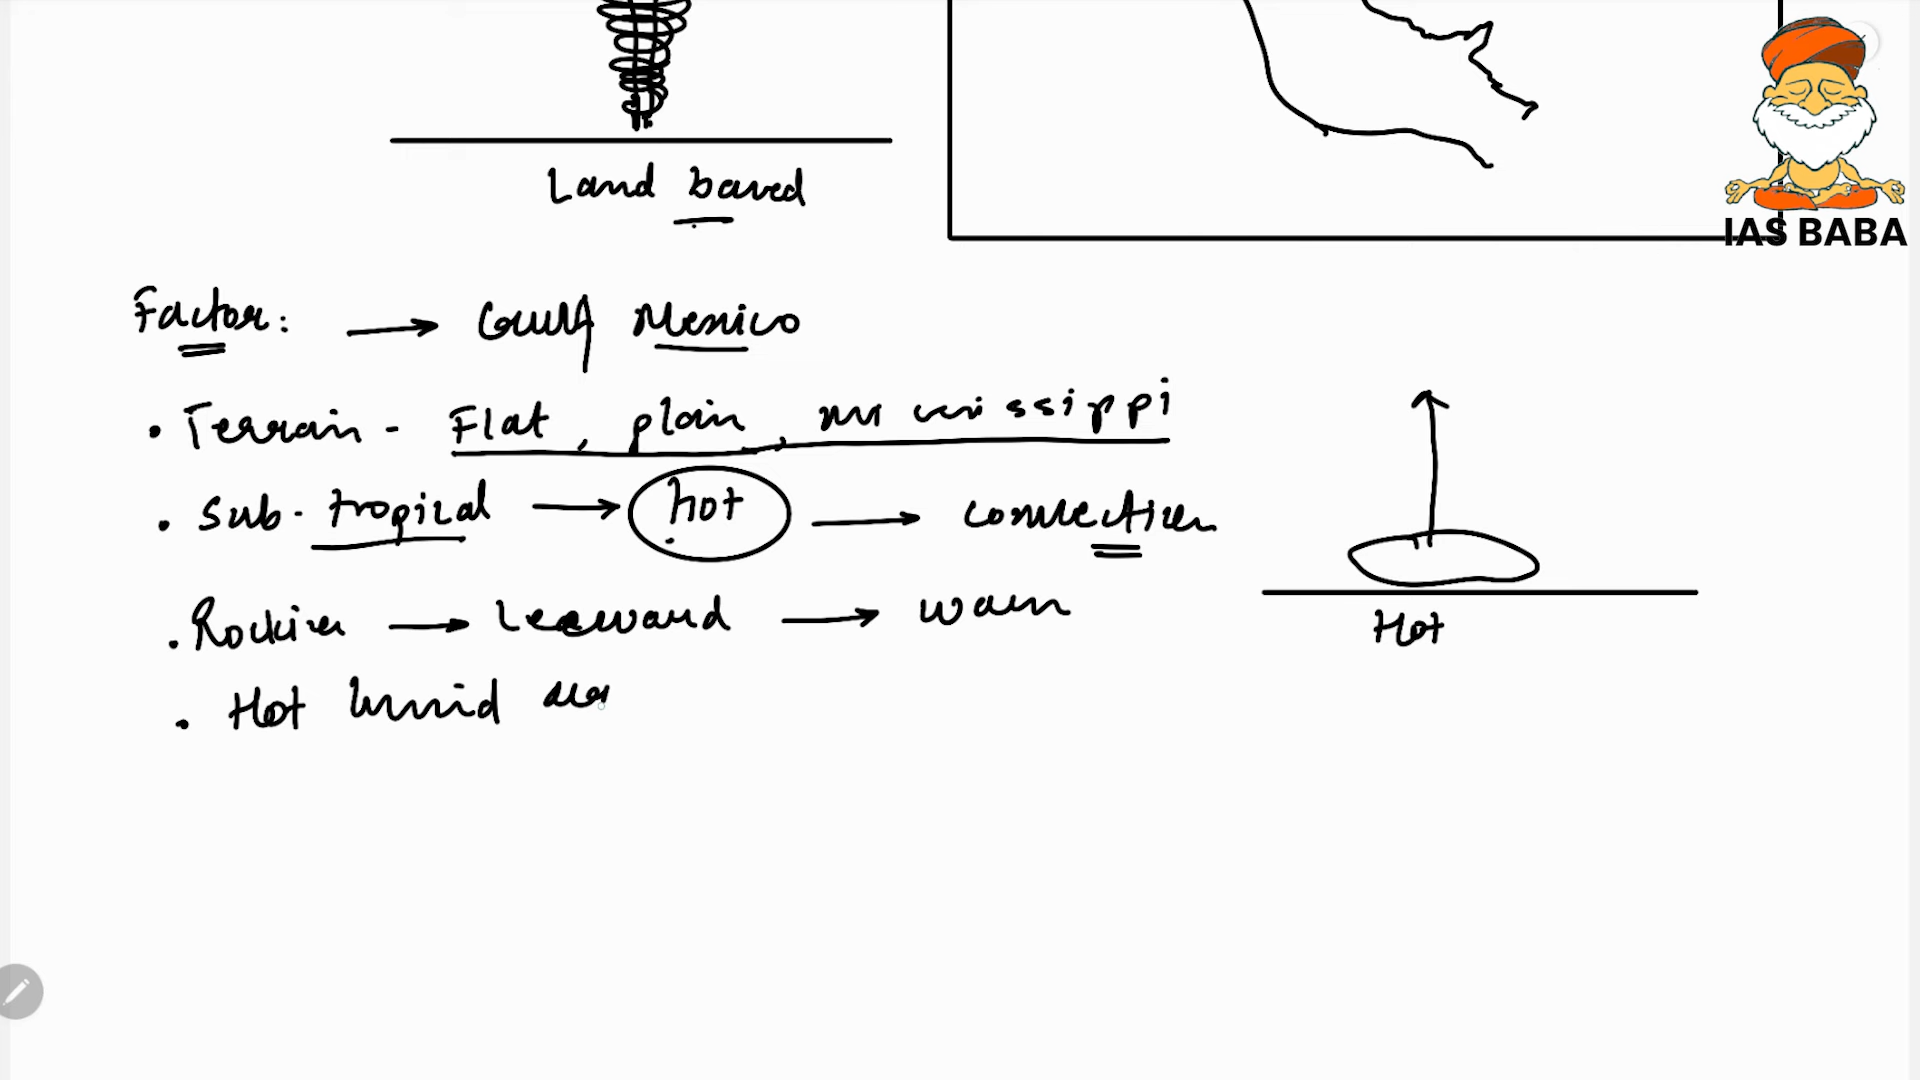 Land based
IAS BABA
Factor: → Gulf Mexico
• Terrain - Flat, plain, mississippi
• Sub-tropical → hot → convection
• Rockies → Leeward → warm
Hot
• Hot humid